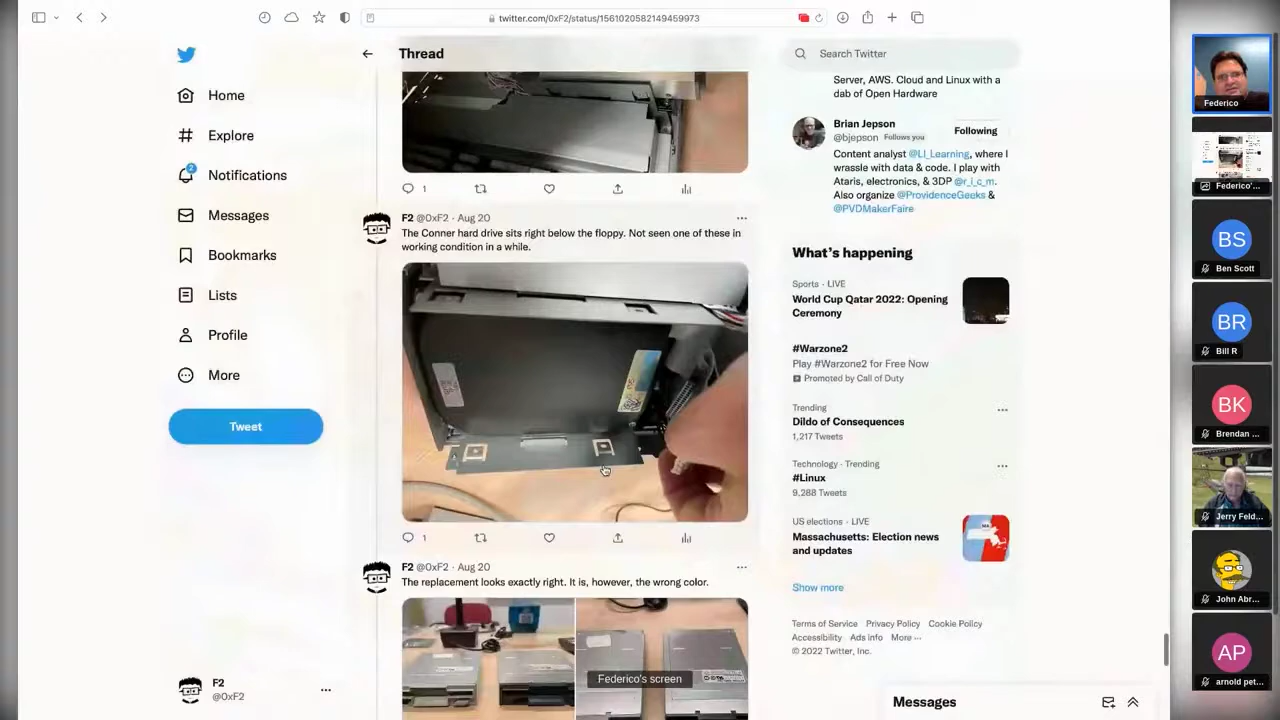 twitter.com/0xF2/status/1561020582149459973
Thread
Search Twitter
Home
Explore
2
Notifications
Messages
Bookmarks
Lists
Profile
More
Tweet
F2
@0xF2
1
F2 @0xF2 · Aug 20
The Conner hard drive sits right below the floppy. Not seen one of these in
working condition in a while.
1
F2 @0xF2 · Aug 20
The replacement looks exactly right. It is, however, the wrong color.
Federico's screen
Server, AWS. Cloud and Linux with a
dab of Open Hardware
Brian Jepson
@bjepson Follows you
Following
Content analyst @LI_Learning, where I
wrassle with data & code. I play with
Ataris, electronics, & 3DP @r_i_c_m.
Also organize @ProvidenceGeeks &
@PVDMakerFaire
What's happening
Sports · LIVE
World Cup Qatar 2022: Opening
Ceremony
#Warzone2
Play #Warzone2 for Free Now
Promoted by Call of Duty
Trending
Dildo of Consequences
1,217 Tweets
Technology · Trending
#Linux
9,288 Tweets
US elections · LIVE
Massachusetts: Election news
and updates
Show more
Terms of Service Privacy Policy Cookie Policy
Accessibility Ads info More ···
© 2022 Twitter, Inc.
Messages
Federico
Federico'...
BS
Ben Scott
BR
Bill R
BK
Brendan ...
Jerry Feld...
John Abr...
AP
arnold pet...